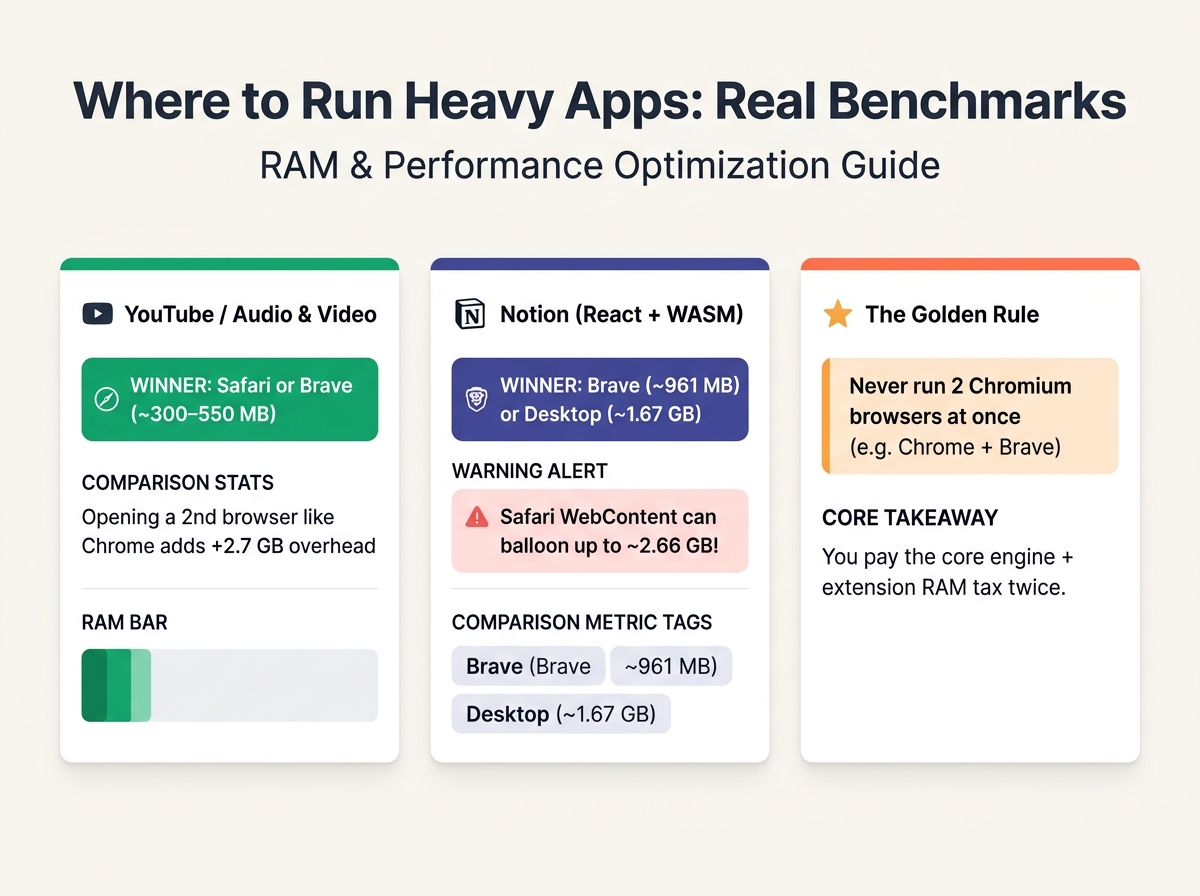 Where to Run Heavy Apps: Real Benchmarks
RAM & Performance Optimization Guide
YouTube / Audio & Video
WINNER: Safari or Brave
(~300–550 MB)
COMPARISON STATS
Opening a 2nd browser like
Chrome adds +2.7 GB overhead
RAM BAR
N
Notion (React + WASM)
WINNER: Brave (~961 MB)
or Desktop (~1.67 GB)
WARNING ALERT
Safari WebContent can
balloon up to ~2.66 GB!
COMPARISON METRIC TAGS
Brave (Brave
~961 MB)
Desktop (~1.67 GB)
The Golden Rule
Never run 2 Chromium
browsers at once
(e.g. Chrome + Brave)
CORE TAKEAWAY
You pay the core engine +
extension RAM tax twice.